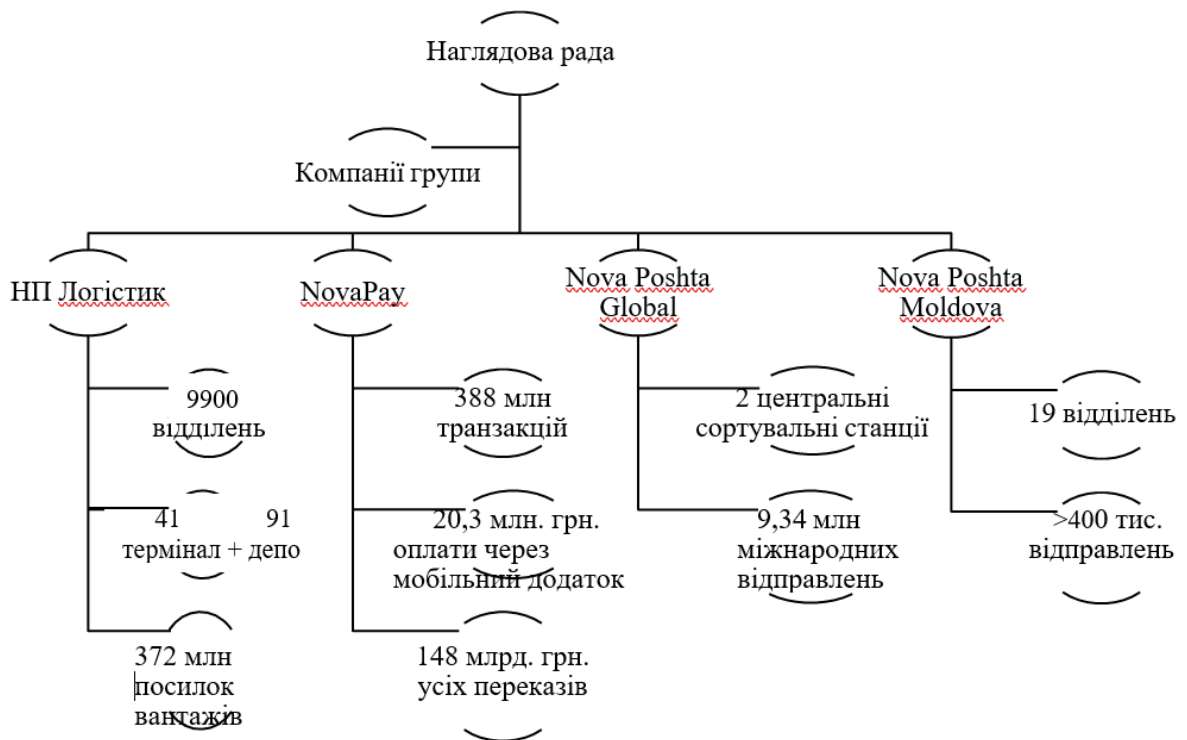 Наглядова рада
Компанії групи
НП Логістик
NovaPay
Nova Poshta
Global
Nova Poshta
Moldova
9900
відділень
388 млн
транзакцій
2 центральні
сортувальні станції
19 відділень
41 91
термінал + депо
20,3 млн. грн.
оплати через
мобільний додаток
9,34 млн
міжнародних
відправлень
>400 тис.
відправлень
372 млн
посилок
вантажів
148 млрд. грн.
усіх переказів